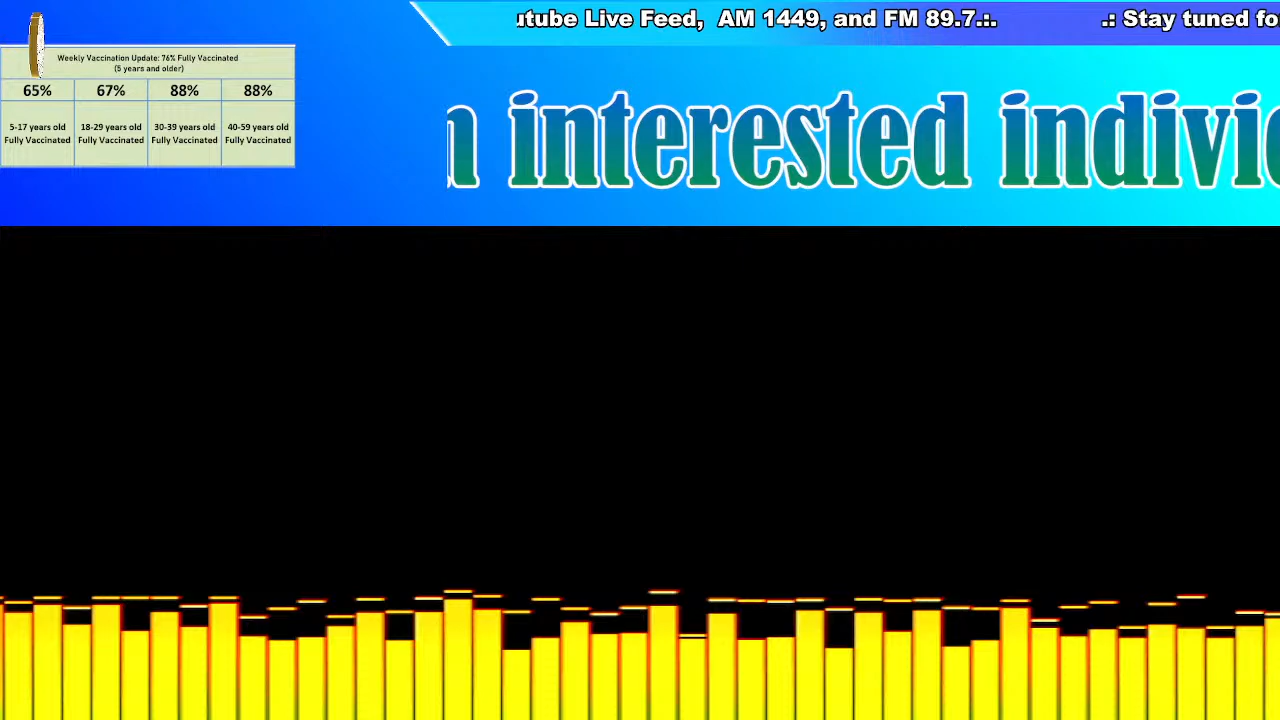 utube Live Feed, AM 1449, and FM 89.7.:. .: Stay tuned fo
Weekly Vaccination Update: 76% Fully Vaccinated
(5 years and older)
65% 67% 88% 88%
5-17 years old 18-29 years old 30-39 years old 40-59 years old
Fully Vaccinated Fully Vaccinated Fully Vaccinated Fully Vaccinated
n interested indivi